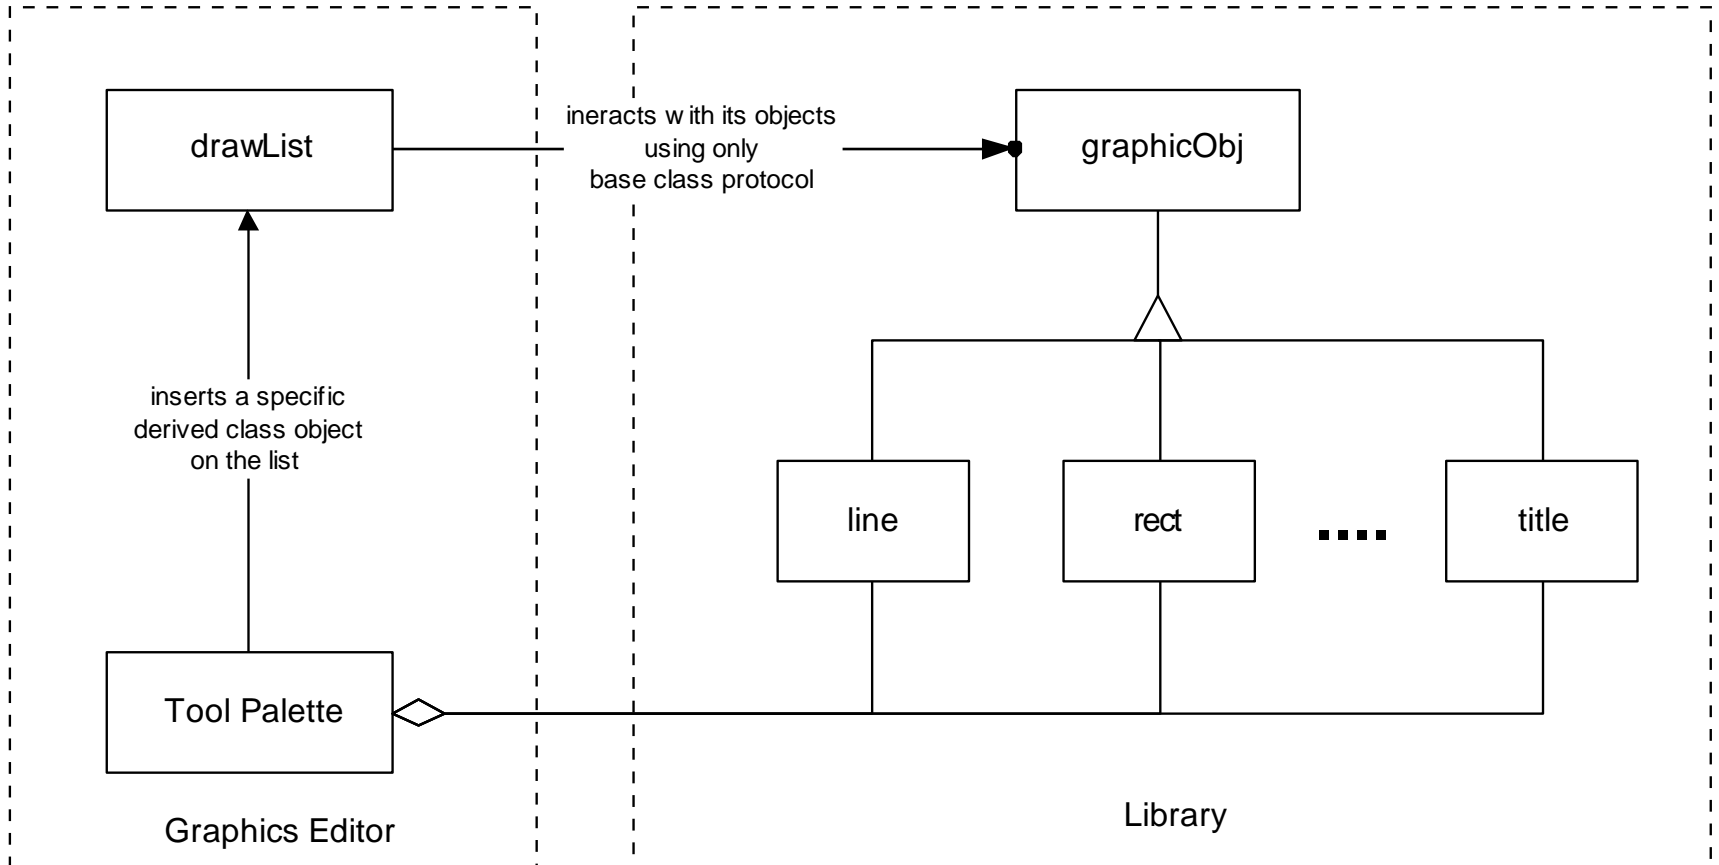 drawList
ineracts with its objects
using only
base class protocol
graphicObj
inserts a specific
derived class object
on the list
line
rect
title
Tool Palette
Graphics Editor
Library